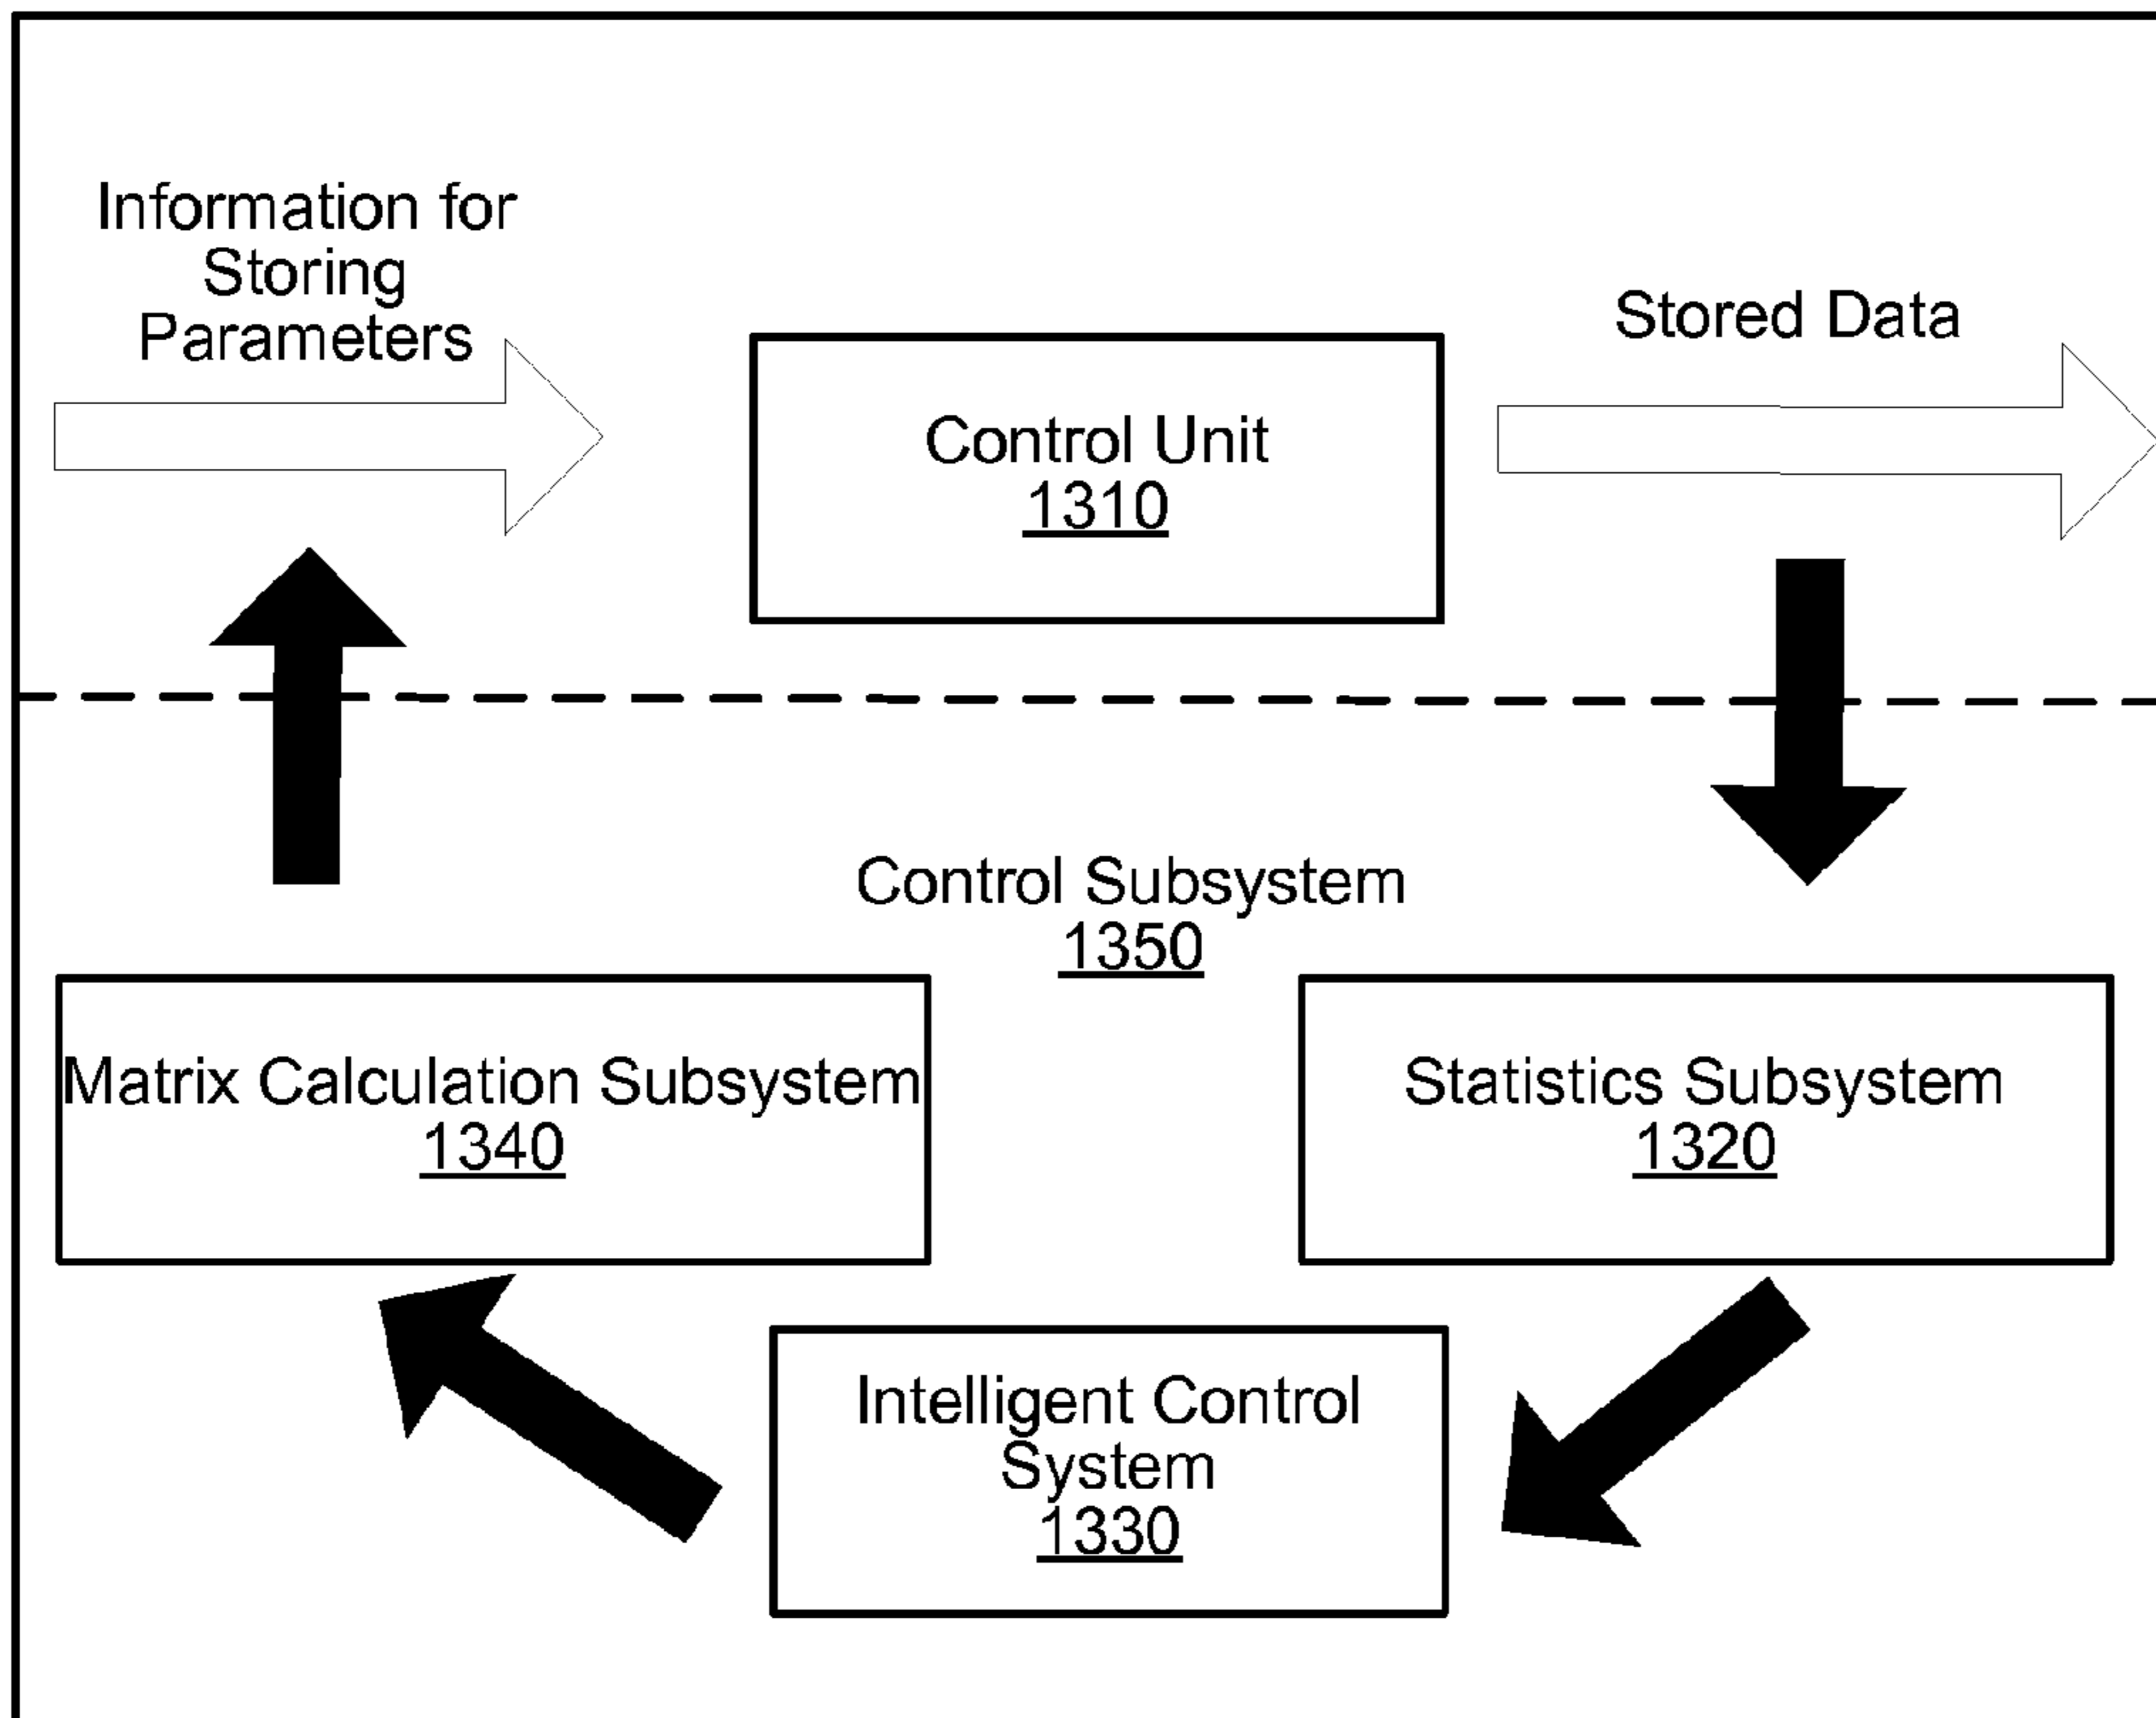 Information for
Storing
Parameters
Stored Data
Control Unit
1310
Control Subsystem
1350
Matrix Calculation Subsystem
1340
Statistics Subsystem
1320
Intelligent Control
System
1330